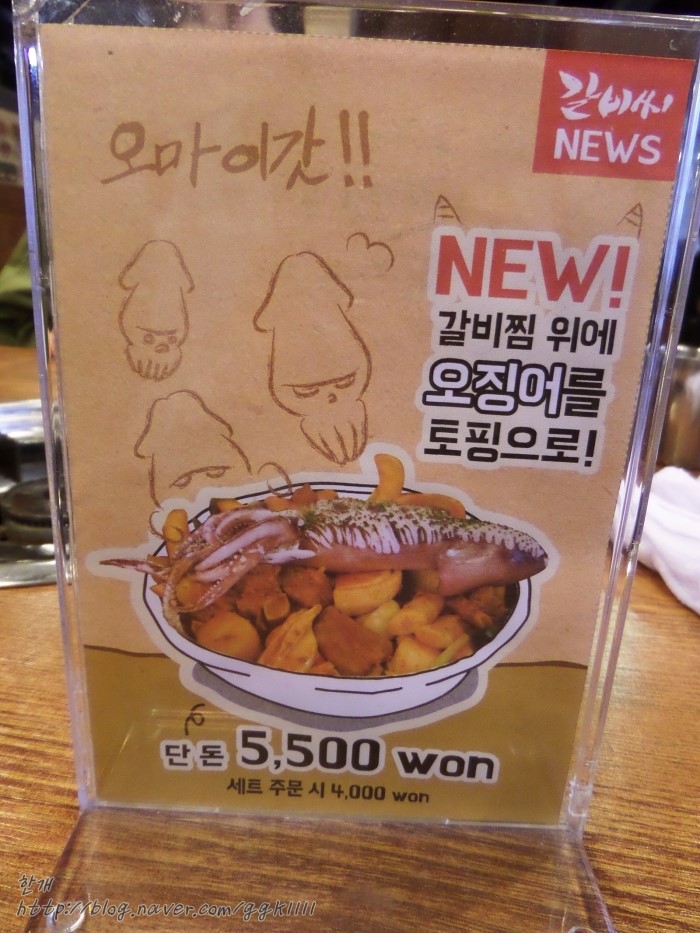 갈비씨
NEWS
오마이갓!!
NEW!
갈비찜 위에
오징어를
토핑으로!
단돈 5,500 won
세트 주문 시 4,000 won
한개
http://blog.naver.com/ggk1111